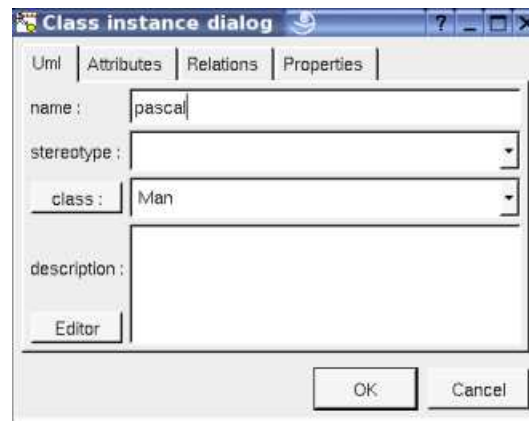 Class instance dialog ? _
Uml Attributes Relations Properties
name : pascal
stereotype :
class : Man
description :
Editor
OK Cancel